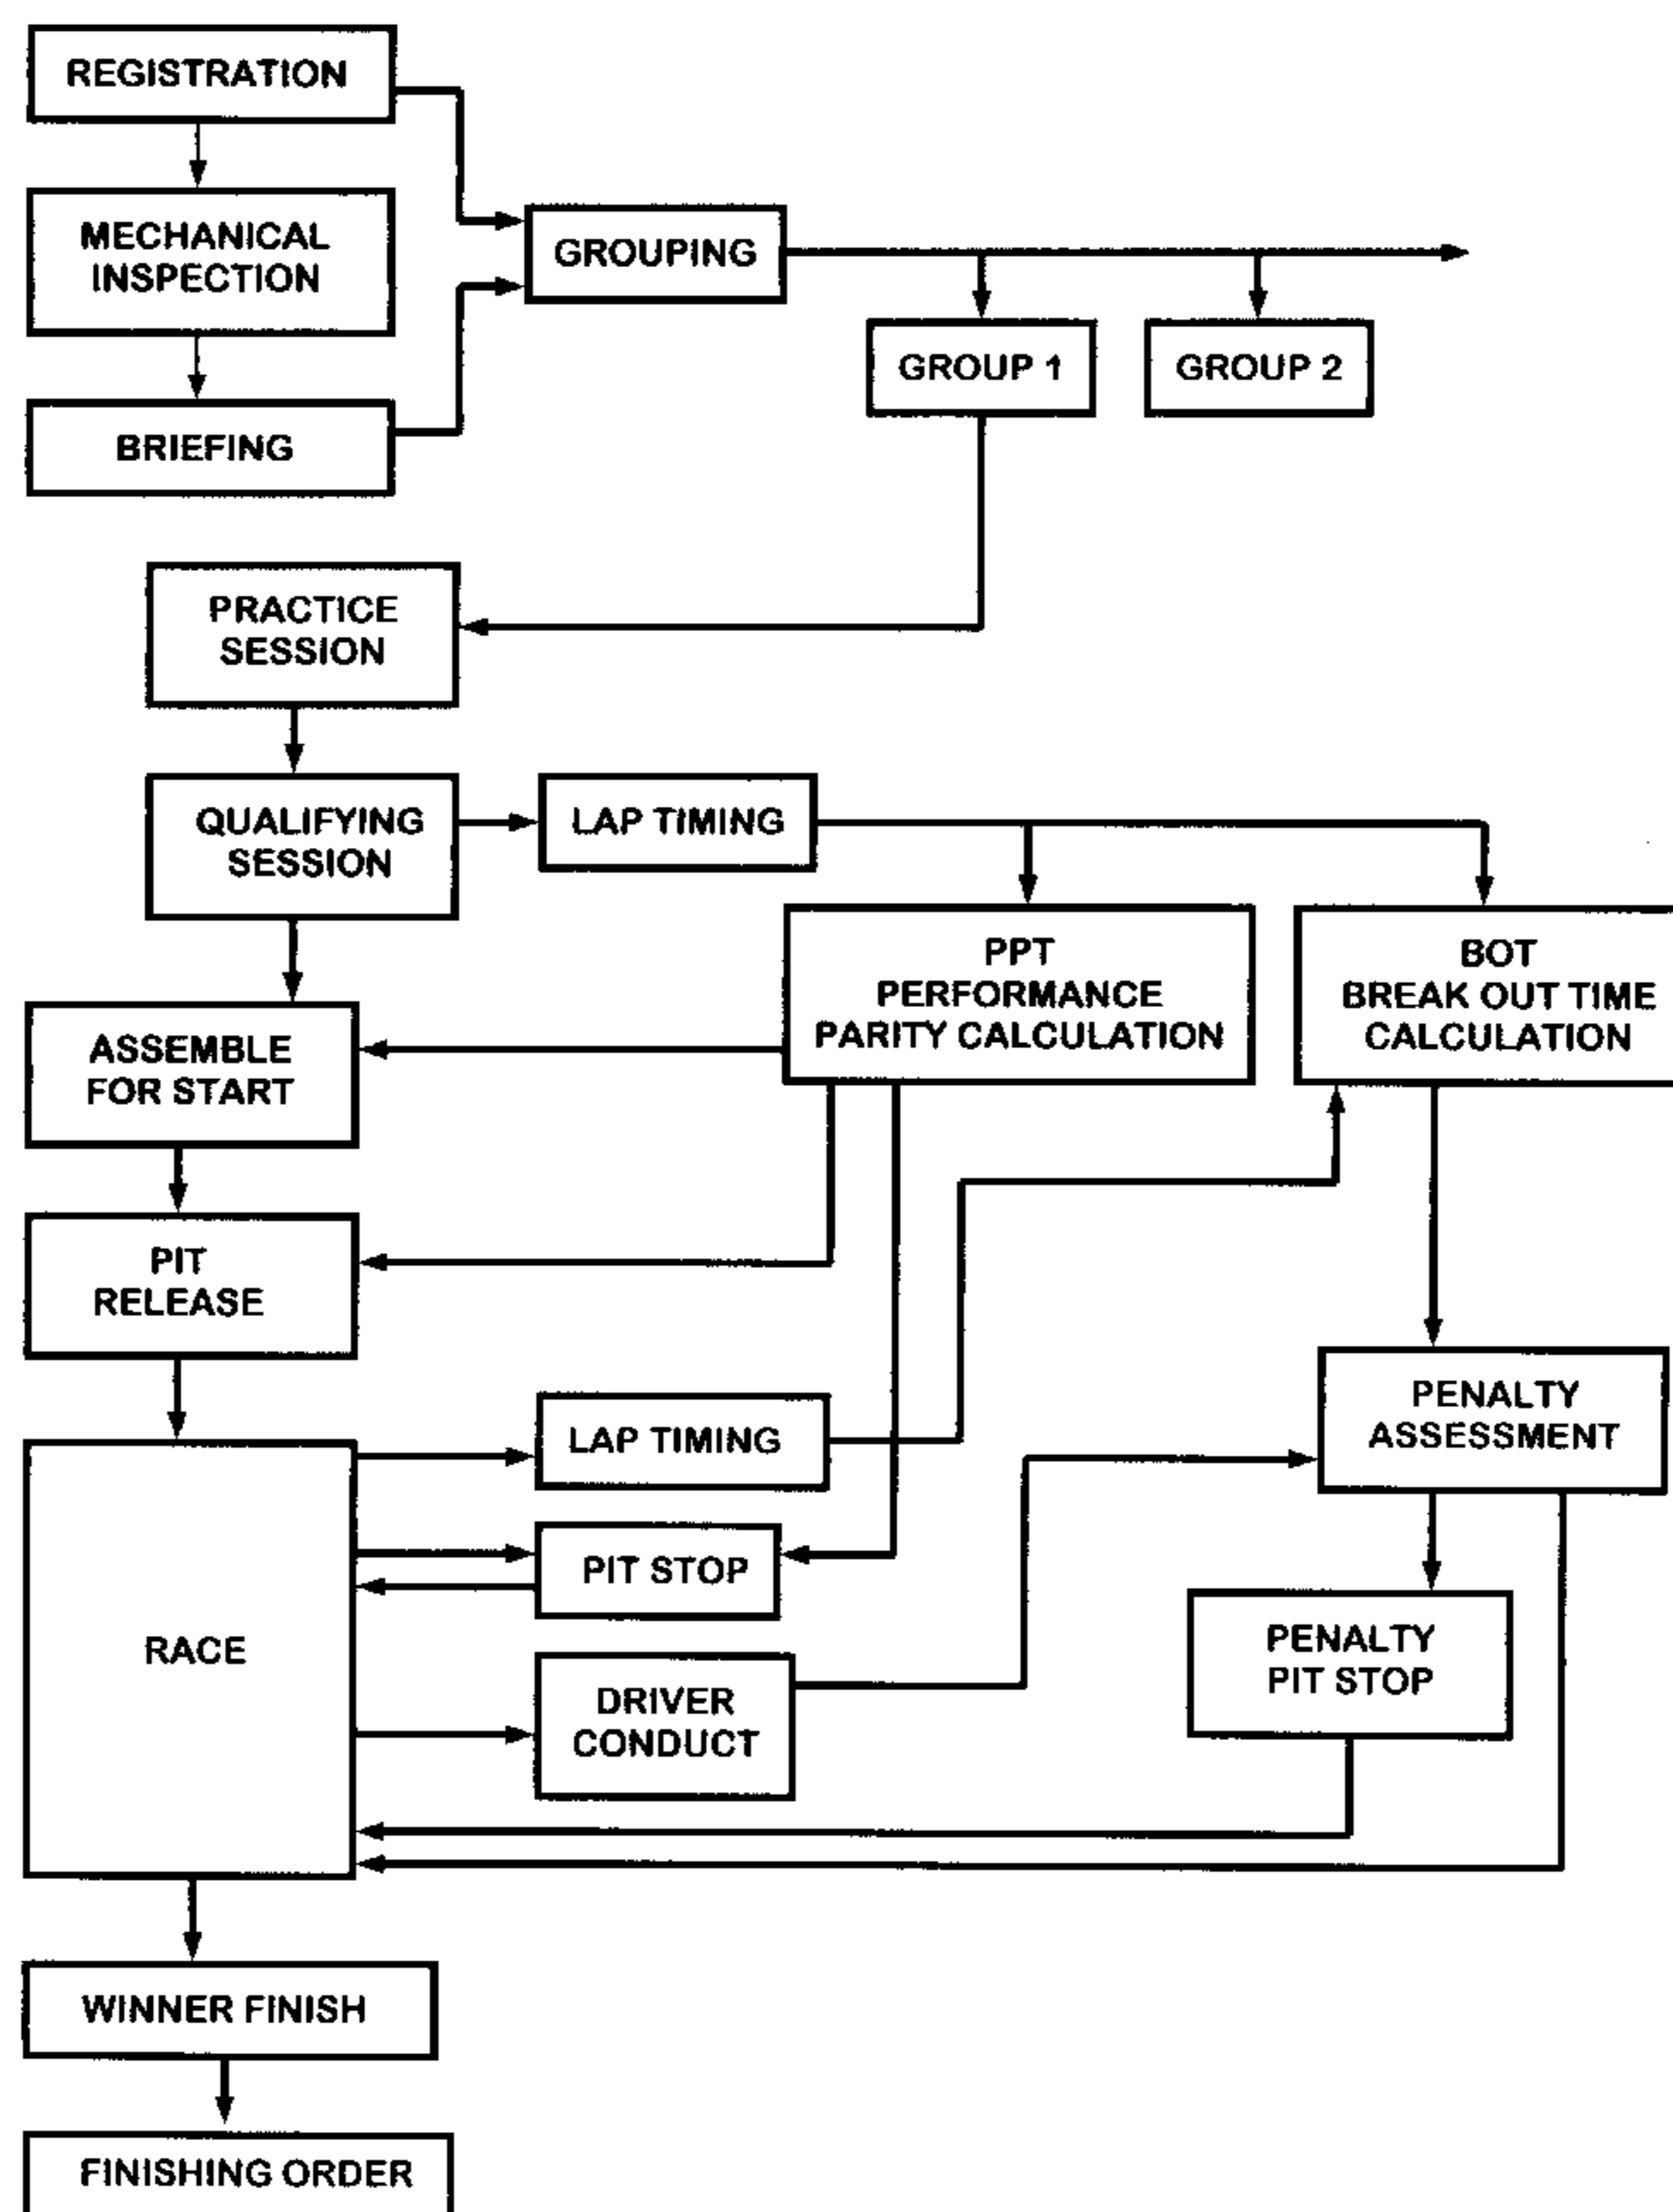 REGISTRATION
MECHANICAL
INSPECTION
GROUPING
BRIEFING
GROUP 1
GROUP 2
PRACTICE
SESSION
QUALIFYING
SESSION
LAP TIMING
PPT
PERFORMANCE
PARITY CALCULATION
BOT
BREAK OUT TIME
CALCULATION
ASSEMBLE
FOR START
PIT
RELEASE
LAP TIMING
PENALTY
ASSESSMENT
PIT STOP
RACE
DRIVER
CONDUCT
PENALTY
PIT STOP
WINNER FINISH
FINISHING ORDER